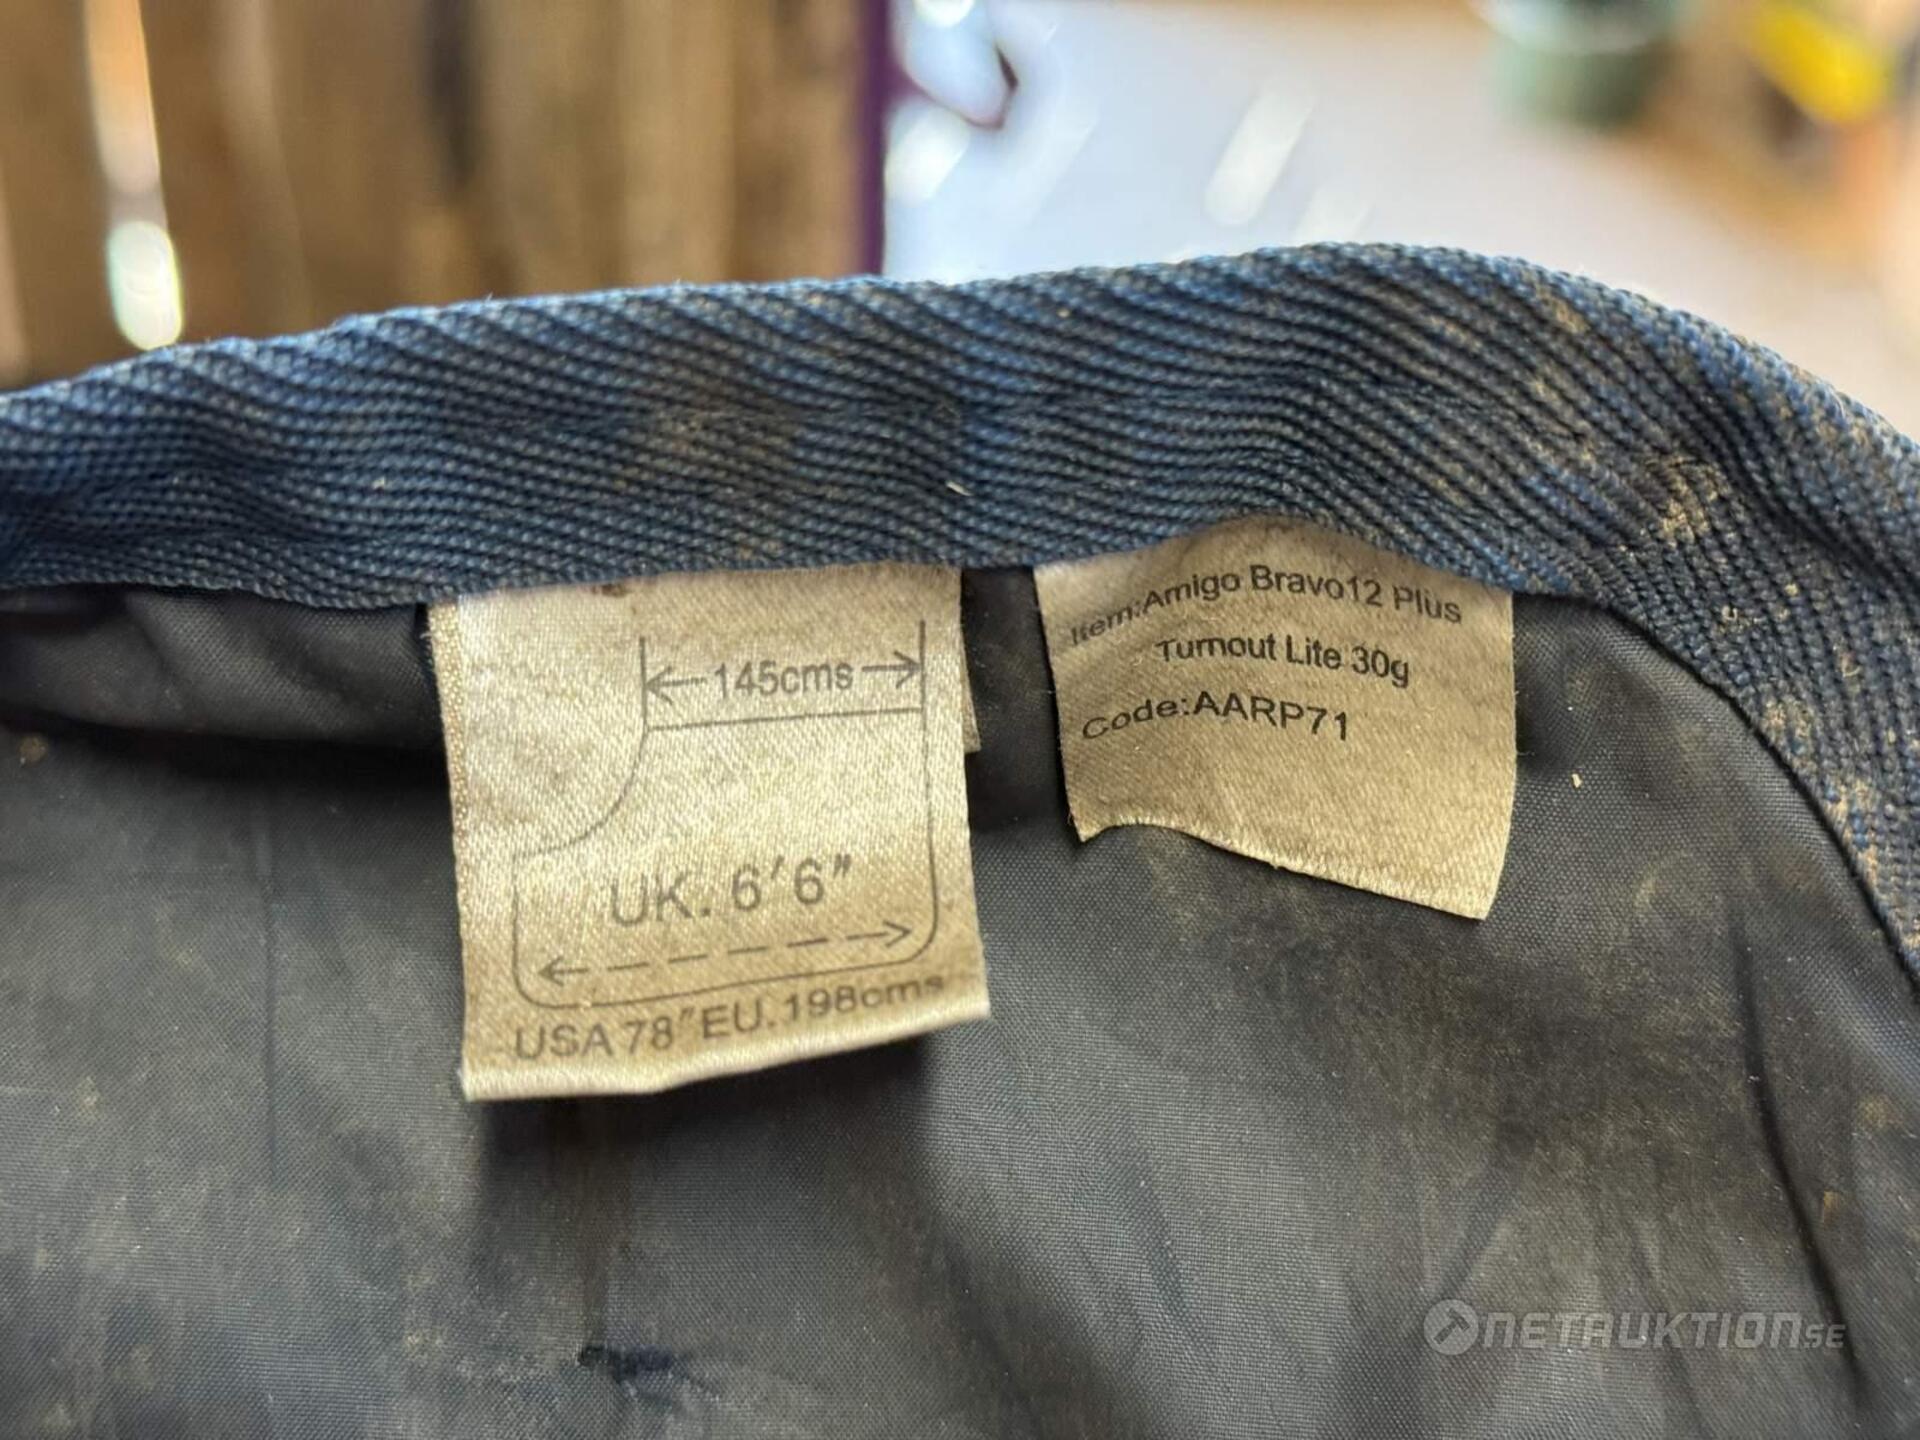 145cms
UK. 6'6"
USA 78" EU. 198cms
Item:Amigo Bravo12 Plus
Turnout Lite 30g
Code:AARP71
NETAUKTION.SE